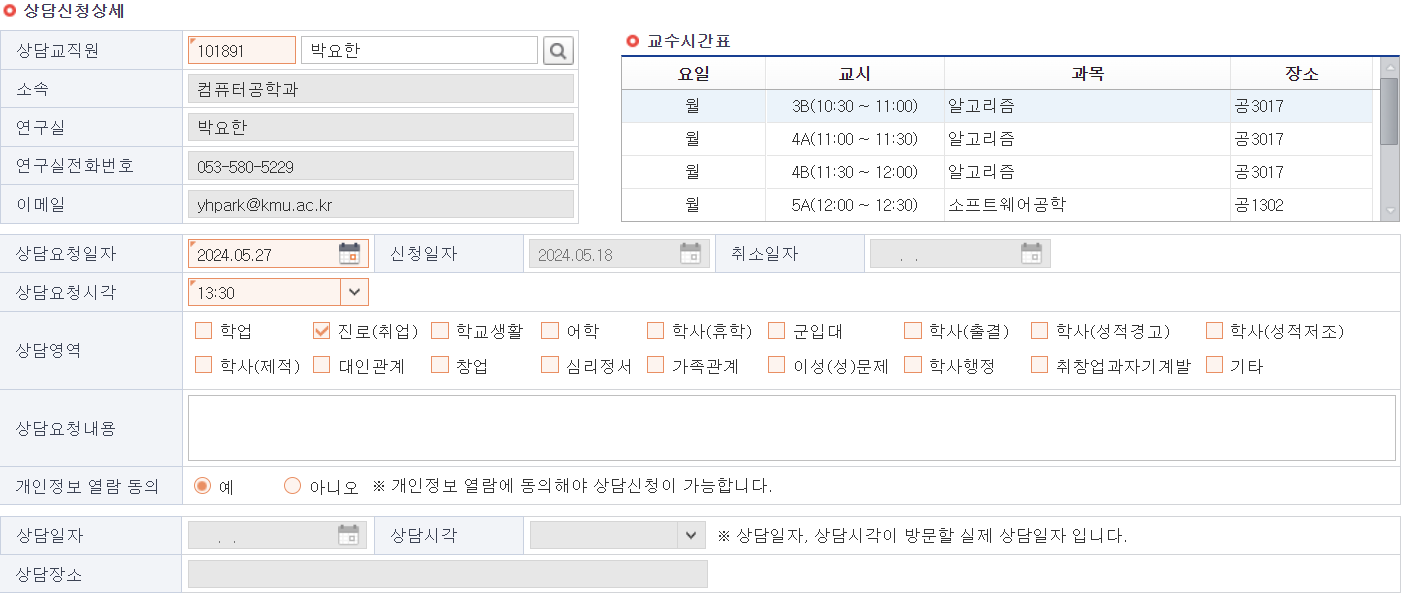 상담신청상세
상담교직원 101891 박요한
소속 컴퓨터공학과
연구실 박요한
연구실전화번호 053-580-5229
이메일 yhpark@kmu.ac.kr
교수시간표
요일 교시 과목 장소
월 3B(10:30 ~ 11:00) 알고리즘 공3017
월 4A(11:00 ~ 11:30) 알고리즘 공3017
월 4B(11:30 ~ 12:00) 알고리즘 공3017
월 5A(12:00 ~ 12:30) 소프트웨어공학 공1302
상담요청일자 2024.05.27 신청일자 2024.05.18 취소일자 . .
상담요청시각 13:30
상담영역
학업 진로(취업) 학교생활 어학 학사(휴학) 군입대 학사(출결) 학사(성적경고) 학사(성적저조)
학사(제적) 대인관계 창업 심리정서 가족관계 이성(성)문제 학사행정 취창업과자기계발 기타
상담요청내용
개인정보 열람 동의 예 아니오 ※ 개인정보 열람에 동의해야 상담신청이 가능합니다.
상담일자 . . 상담시각 ※ 상담일자, 상담시각이 방문할 실제 상담일자 입니다.
상담장소